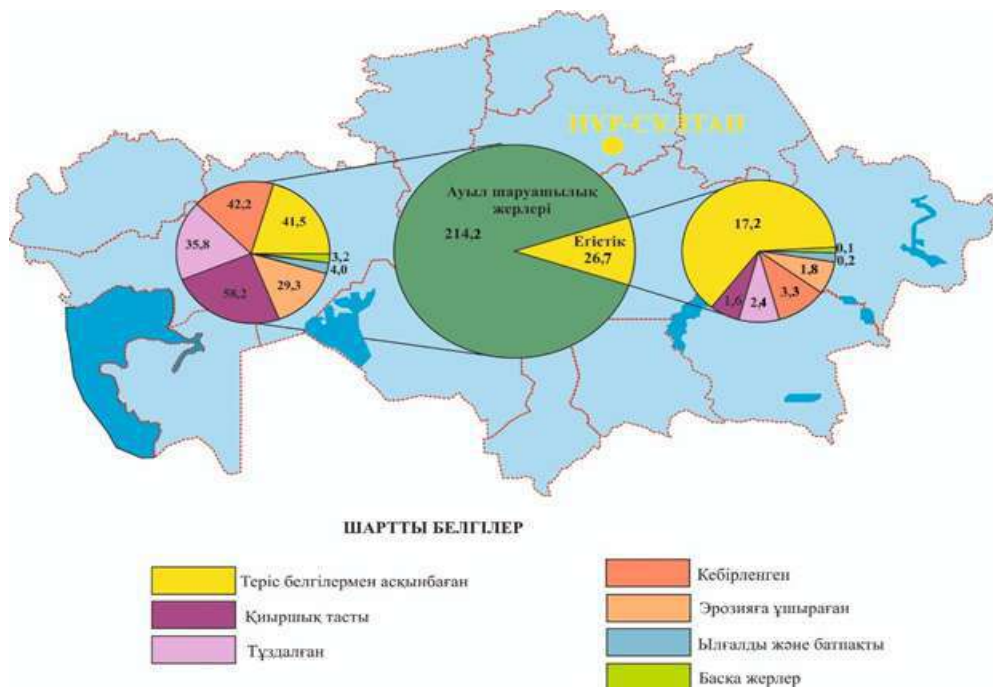 НҰР-СҰЛТАН
Ауыл шаруашылық
жерлері
214,2
Егістік
26,7
42,2
41,5
35,8
3,2
4,0
58,2
29,3
17,2
0,1
0,2
1,8
3,3
2,4
1,6
ШАРТТЫ БЕЛГІЛЕР
Теріс белгілермен асқынбаған
Қиыршық тасты
Тұздалған
Кебірленген
Эрозияға ұшыраған
Ылғалды және батпақты
Басқа жерлер